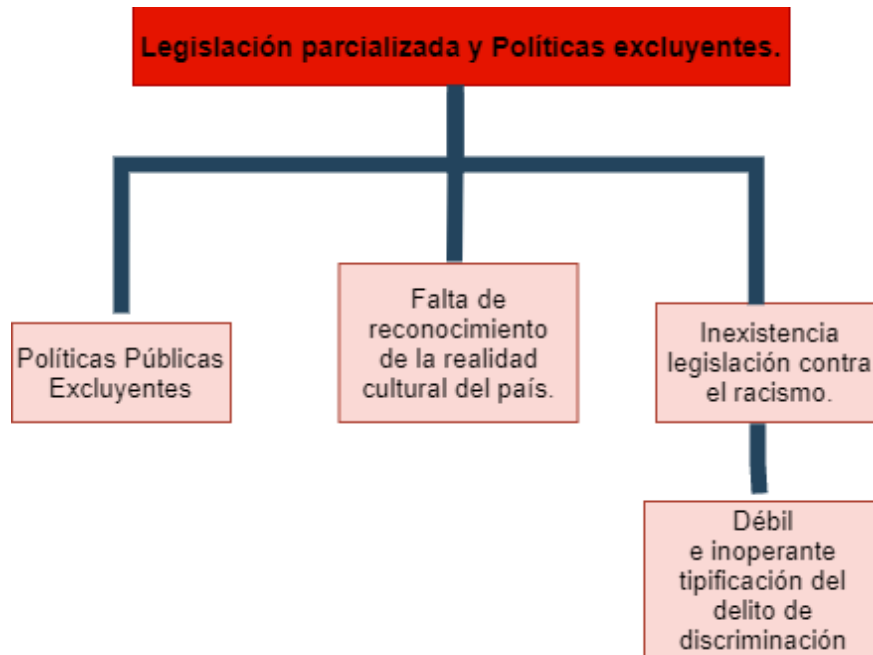 Legislación parcializada y Políticas excluyentes.
Políticas Públicas
Excluyentes
Falta de
reconocimiento
de la realidad
cultural del país.
Inexistencia
legislación contra
el racismo.
Débil
e inoperante
tipificación del
delito de
discriminación